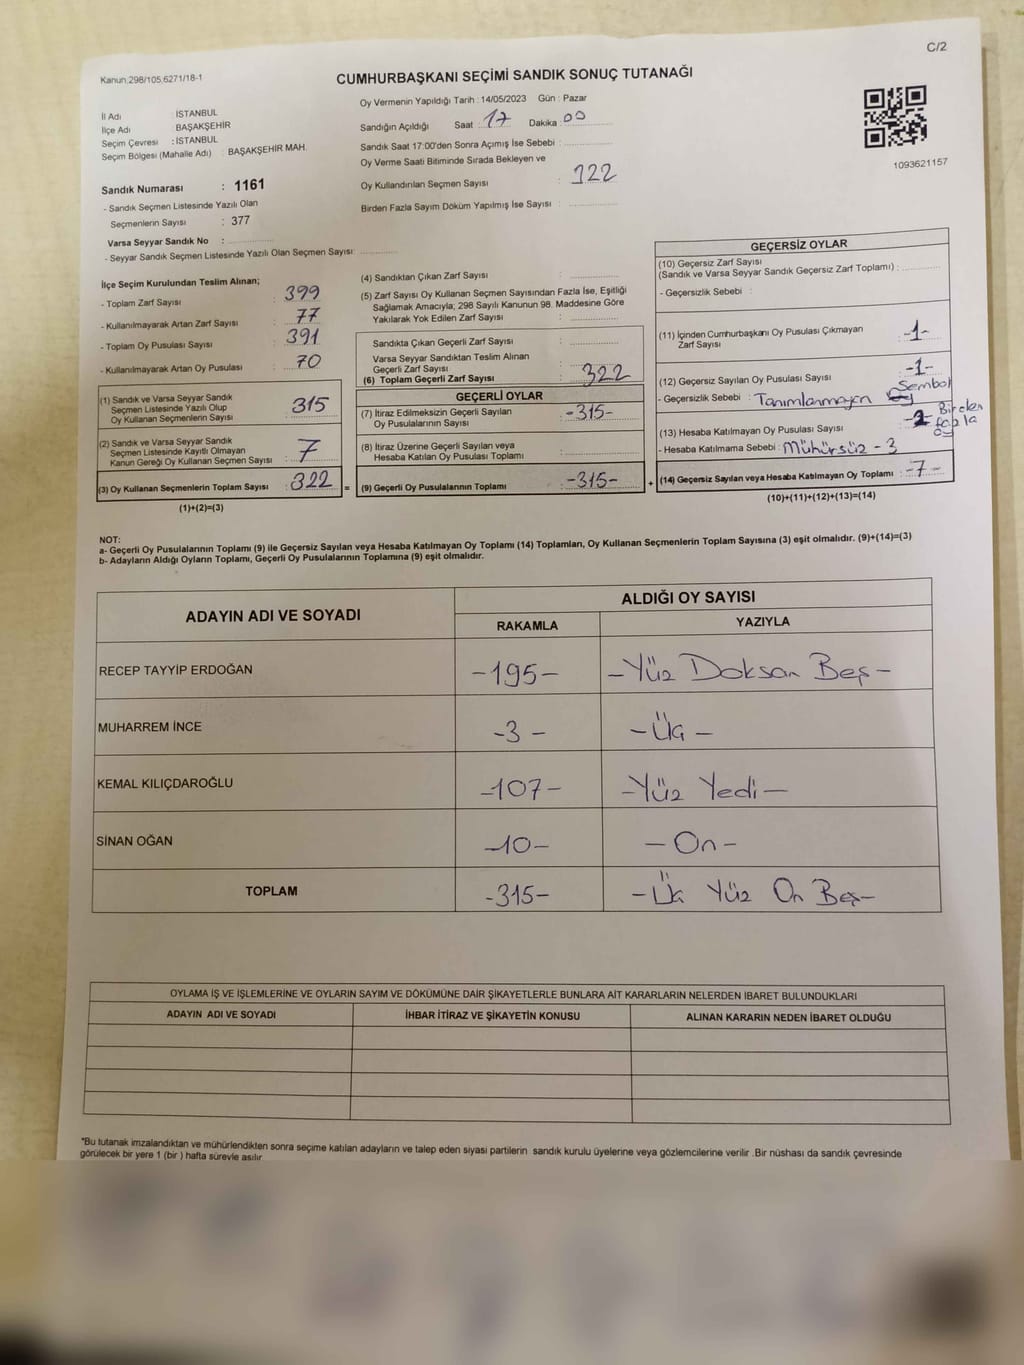 C/2
Kanun,298/105,6271/18-1
CUMHURBAŞKANI SEÇİMİ SANDIK SONUÇ TUTANAĞI
İl Adı : İSTANBUL
İlçe Adı BAŞAKŞEHİR
Seçim Çevresi : İSTANBUL
Seçim Bölgesi (Mahalle Adı) : BAŞAKŞEHİR MAH.
Sandık Numarası : 1161
- Sandık Seçmen Listesinde Yazılı Olan
Seçmenlerin Sayısı : 377
Varsa Seyyar Sandık No :
- Seyyar Sandık Seçmen Listesinde Yazılı Olan Seçmen Sayısı:
Oy Vermenin Yapıldığı Tarih : 14/05/2023 Gün : Pazar
Sandığın Açıldığı Saat : 17 Dakika : 00
Sandık Saat 17:00'den Sonra Açımış İse Sebebi :
Oy Verme Saati Bitiminde Sırada Bekleyen ve
Oy Kullandırılan Seçmen Sayısı : 122
Birden Fazla Sayım Döküm Yapılmış İse Sayısı :
1093621157
İlçe Seçim Kurulundan Teslim Alınan;
- Toplam Zarf Sayısı : 399
- Kullanılmayarak Artan Zarf Sayısı : 77
- Toplam Oy Pusulası Sayısı : 391
- Kullanılmayarak Artan Oy Pusulası : 70
(1) Sandık ve Varsa Seyyar Sandık
Seçmen Listesinde Yazılı Olup
Oy Kullanan Seçmenlerin Sayısı : 315
(2) Sandık ve Varsa Seyyar Sandık
Seçmen Listesinde Kayıtlı Olmayan
Kanun Gereği Oy Kullanan Seçmen Sayısı : 7
(3) Oy Kullanan Seçmenlerin Toplam Sayısı : 322 =
(1)+(2)=(3)
(4) Sandıktan Çıkan Zarf Sayısı :
(5) Zarf Sayısı Oy Kullanan Seçmen Sayısından Fazla İse, Eşitliği
Sağlamak Amacıyla; 298 Sayılı Kanunun 98. Maddesine Göre
Yakılarak Yok Edilen Zarf Sayısı :
Sandıkta Çıkan Geçerli Zarf Sayısı :
Varsa Seyyar Sandıktan Teslim Alınan
Geçerli Zarf Sayısı :
(6) Toplam Geçerli Zarf Sayısı : 322
GEÇERLİ OYLAR
(7) İtiraz Edilmeksizin Geçerli Sayılan
Oy Pusulalarının Sayısı : -315-
(8) İtiraz Üzerine Geçerli Sayılan veya
Hesaba Katılan Oy Pusulası Toplamı :
(9) Geçerli Oy Pusulalarının Toplamı : -315- +
GEÇERSİZ OYLAR
(10) Geçersiz Zarf Sayısı
(Sandık ve Varsa Seyyar Sandık Geçersiz Zarf Toplamı) :
- Geçersizlik Sebebi :
(11) İçinden Cumhurbaşkanı Oy Pusulası Çıkmayan
Zarf Sayısı : -1-
(12) Geçersiz Sayılan Oy Pusulası Sayısı : -1-
- Geçersizlik Sebebi : Tanımlanmayan Sembol
(13) Hesaba Katılmayan Oy Pusulası Sayısı : Birden fazla oy
- Hesaba Katılmama Sebebi : Mühürsüz - 3
(14) Geçersiz Sayılan veya Hesaba Katılmayan Oy Toplamı : -7-
(10)+(11)+(12)+(13)=(14)
NOT:
a- Geçerli Oy Pusulalarının Toplamı (9) ile Geçersiz Sayılan veya Hesaba Katılmayan Oy Toplamı (14) Toplamları, Oy Kullanan Seçmenlerin Toplam Sayısına (3) eşit olmalıdır. (9)+(14)=(3)
b- Adayların Aldığı Oyların Toplamı, Geçerli Oy Pusulalarının Toplamına (9) eşit olmalıdır.
ADAYIN ADI VE SOYADI ALDIĞI OY SAYISI
RAKAMLA YAZIYLA
RECEP TAYYİP ERDOĞAN -195- -Yüz Doksan Beş-
MUHARREM İNCE -3- -Üç-
KEMAL KILIÇDAROĞLU -107- -Yüz Yedi-
SİNAN OĞAN -10- -On-
TOPLAM -315- -Üç Yüz On Beş-
OYLAMA İŞ VE İŞLEMLERİNE VE OYLARIN SAYIM VE DÖKÜMÜNE DAİR ŞİKAYETLERLE BUNLARA AİT KARARLARIN NELERDEN İBARET BULUNDUKLARI
ADAYIN ADI VE SOYADI İHBAR İTİRAZ VE ŞİKAYETİN KONUSU ALINAN KARARIN NEDEN İBARET OLDUĞU
*Bu tutanak imzalandıktan ve mühürlendikten sonra seçime katılan adayların ve talep eden siyasi partilerin sandık kurulu üyelerine veya gözlemcilerine verilir .Bir nüshası da sandık çevresinde
görülecek bir yere 1 (bir ) hafta süreyle asılır